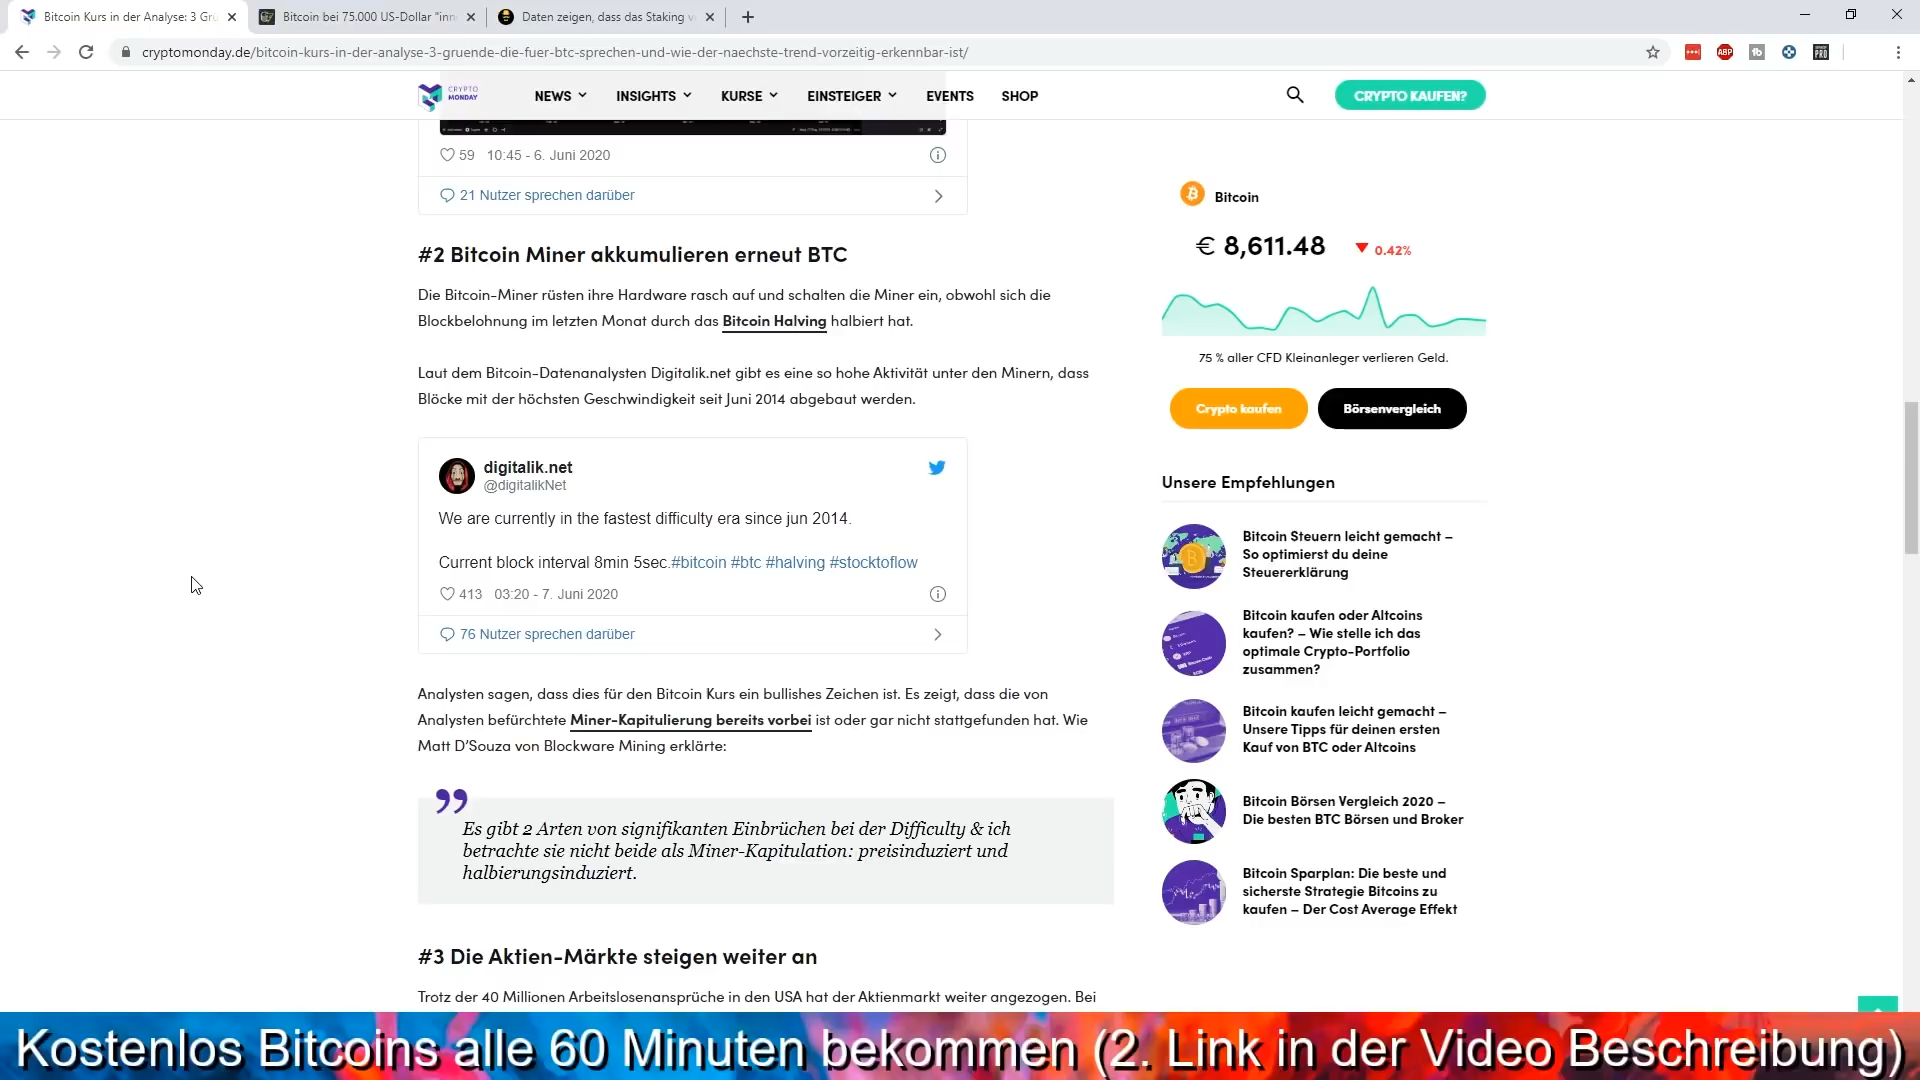 Bitcoin Kurs in der Analyse: 3 Gru
Bitcoin bei 75.000 US-Dollar "inn
Daten zeigen, dass das Staking v
cryptomonday.de/bitcoin-kurs-in-der-analyse-3-gruende-die-fuer-btc-sprechen-und-wie-der-naechste-trend-vorzeitig-erkennbar-ist/
ABP
tb
PRO
CRYPTO
MONDAY
NEWS
INSIGHTS
KURSE
EINSTEIGER
EVENTS
SHOP
CRYPTO KAUFEN?
59 10:45 - 6. Juni 2020
21 Nutzer sprechen darüber
#2 Bitcoin Miner akkumulieren erneut BTC
Die Bitcoin-Miner rüsten ihre Hardware rasch auf und schalten die Miner ein, obwohl sich die
Blockbelohnung im letzten Monat durch das Bitcoin Halving halbiert hat.
Laut dem Bitcoin-Datenanalysten Digitalik.net gibt es eine so hohe Aktivität unter den Minern, dass
Blöcke mit der höchsten Geschwindigkeit seit Juni 2014 abgebaut werden.
digitalik.net
@digitalikNet
We are currently in the fastest difficulty era since jun 2014.
Current block interval 8min 5sec.#bitcoin #btc #halving #stocktoflow
413 03:20 - 7. Juni 2020
76 Nutzer sprechen darüber
Analysten sagen, dass dies für den Bitcoin Kurs ein bullishes Zeichen ist. Es zeigt, dass die von
Analysten befürchtete Miner-Kapitulierung bereits vorbei ist oder gar nicht stattgefunden hat. Wie
Matt D'Souza von Blockware Mining erklärte:
Es gibt 2 Arten von signifikanten Einbrüchen bei der Difficulty & ich
betrachte sie nicht beide als Miner-Kapitulation: preisinduziert und
halbierungsinduziert.
#3 Die Aktien-Märkte steigen weiter an
Trotz der 40 Millionen Arbeitslosenansprüche in den USA hat der Aktienmarkt weiter angezogen. Bei
Bitcoin
€ 8,611.48
0.42%
75 % aller CFD Kleinanleger verlieren Geld.
Crypto kaufen
Börsenvergleich
Unsere Empfehlungen
Bitcoin Steuern leicht gemacht –
So optimierst du deine
Steuererklärung
Bitcoin kaufen oder Altcoins
kaufen? – Wie stelle ich das
optimale Crypto-Portfolio
zusammen?
Bitcoin kaufen leicht gemacht –
Unsere Tipps für deinen ersten
Kauf von BTC oder Altcoins
Bitcoin Börsen Vergleich 2020 –
Die besten BTC Börsen und Broker
Bitcoin Sparplan: Die beste und
sicherste Strategie Bitcoins zu
kaufen – Der Cost Average Effekt
Kostenlos Bitcoins alle 60 Minuten bekommen (2. Link in der Video Beschreibung)